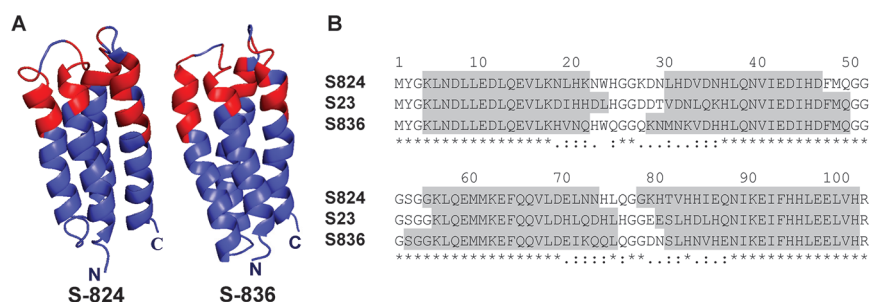 A
N
C
S-824
N
C
S-836
B
1 10 20 30 40 50
S824 MYGKLNDLLEDLQEVLKNLHKNWHGGKDNLHDVDNHLQNVIEDIHDFMQGG
S23 MYGKLNDLLEDLQEVLKDIHHDLHGGDDTVDNLQKHLQNVIEDIHDFMQGG
S836 MYGKLNDLLEDLQEVLKHVNQHWQGGQKNMNKVDHHLQNVIEDIHDFMQGG
*****************.::: .: **. .:.::.:****************
60 70 80 90 100
S824 GSGGKLQEMMKEFQQVLDELNNHLQGGKHTVHHIEQNIKEIFHHLEELVHR
S23 GSGGKLQEMMKEFQQVLDHLQDHLHGGEESLHDLHQNIKEIFHHLEELVHR
S836 GSGGKLQEMMKEFQQVLDEIKQQLQGGDNSLHNVHENIKEIFHHLEELVHR
******************.::::*:**.. ::*.:.:***************